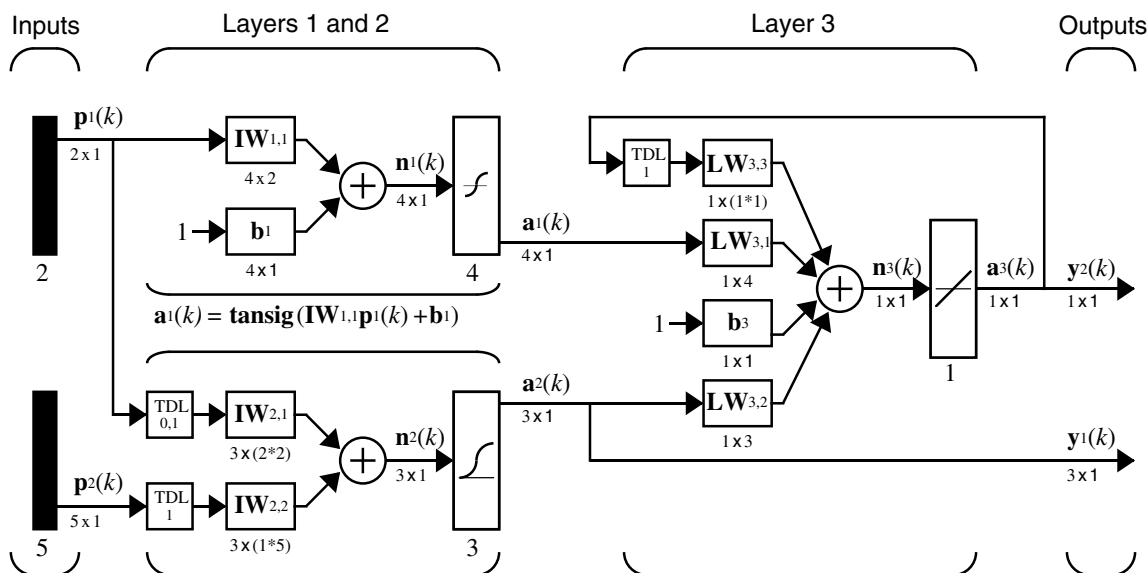 Inputs
Layers 1 and 2
Layer 3
Outputs
p1(k)
2 x 1
2
IW1,1
4 x 2
1
b1
4 x 1
n1(k)
4 x 1
4
a1(k)
4 x 1
a1(k) = tansig (IW1,1p1(k) +b1)
TDL
1
LW3,3
1 x (1*1)
LW3,1
1 x 4
1
b3
1 x 1
LW3,2
1 x 3
n3(k)
1 x 1
1
a3(k)
1 x 1
y2(k)
1 x 1
p2(k)
5 x 1
5
TDL
0,1
IW2,1
3 x (2*2)
TDL
1
IW2,2
3 x (1*5)
n2(k)
3 x 1
3
a2(k)
3 x 1
y1(k)
3 x 1